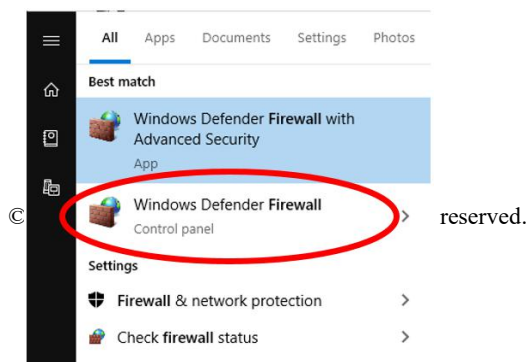 All Apps Documents Settings Photos
Best match
Windows Defender Firewall with
Advanced Security
App
Windows Defender Firewall
Control panel
© reserved.
Settings
Firewall & network protection
Check firewall status